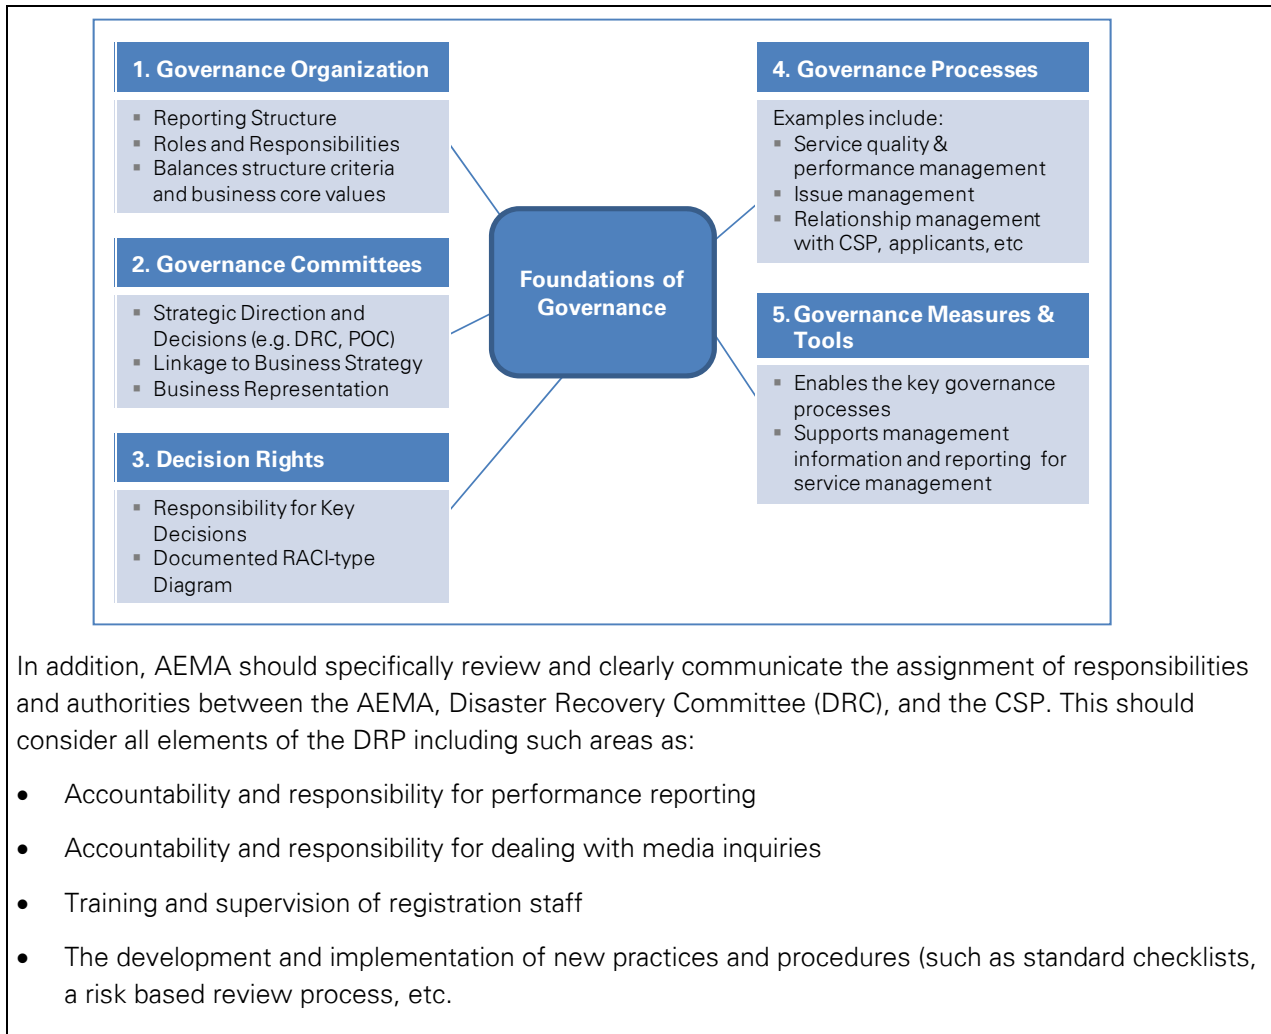 1. Governance Organization
▪ Reporting Structure
▪ Roles and Responsibilities
▪ Balances structure criteria
and business core values
2. Governance Committees
▪ Strategic Direction and
Decisions (e.g. DRC, POC)
▪ Linkage to Business Strategy
▪ Business Representation
3. Decision Rights
▪ Responsibility for Key
Decisions
▪ Documented RACI-type
Diagram
Foundations of
Governance
4. Governance Processes
Examples include:
▪ Service quality &
performance management
▪ Issue management
▪ Relationship management
with CSP, applicants, etc
5. Governance Measures &
Tools
▪ Enables the key governance
processes
▪ Supports management
information and reporting for
service management
In addition, AEMA should specifically review and clearly communicate the assignment of responsibilities
and authorities between the AEMA, Disaster Recovery Committee (DRC), and the CSP. This should
consider all elements of the DRP including such areas as:
• Accountability and responsibility for performance reporting
• Accountability and responsibility for dealing with media inquiries
• Training and supervision of registration staff
• The development and implementation of new practices and procedures (such as standard checklists,
a risk based review process, etc.